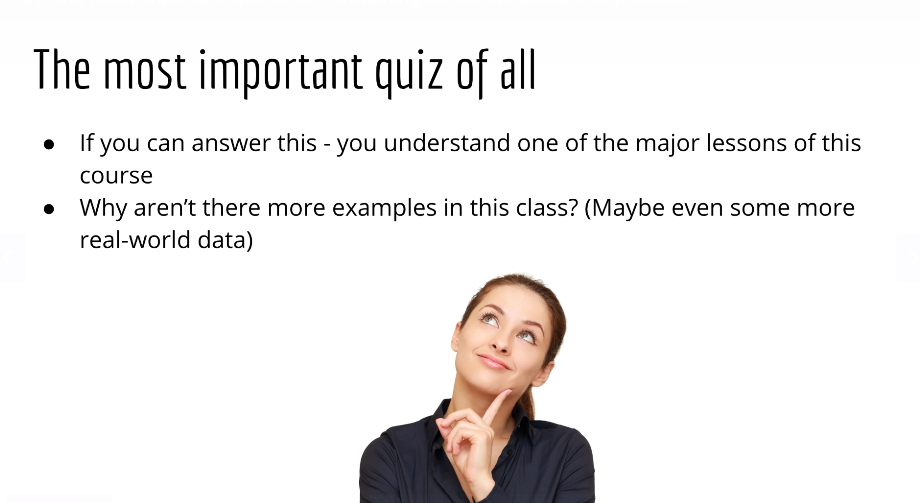 The most important quiz of all
● If you can answer this - you understand one of the major lessons of this
course
● Why aren’t there more examples in this class? (Maybe even some more
real-world data)